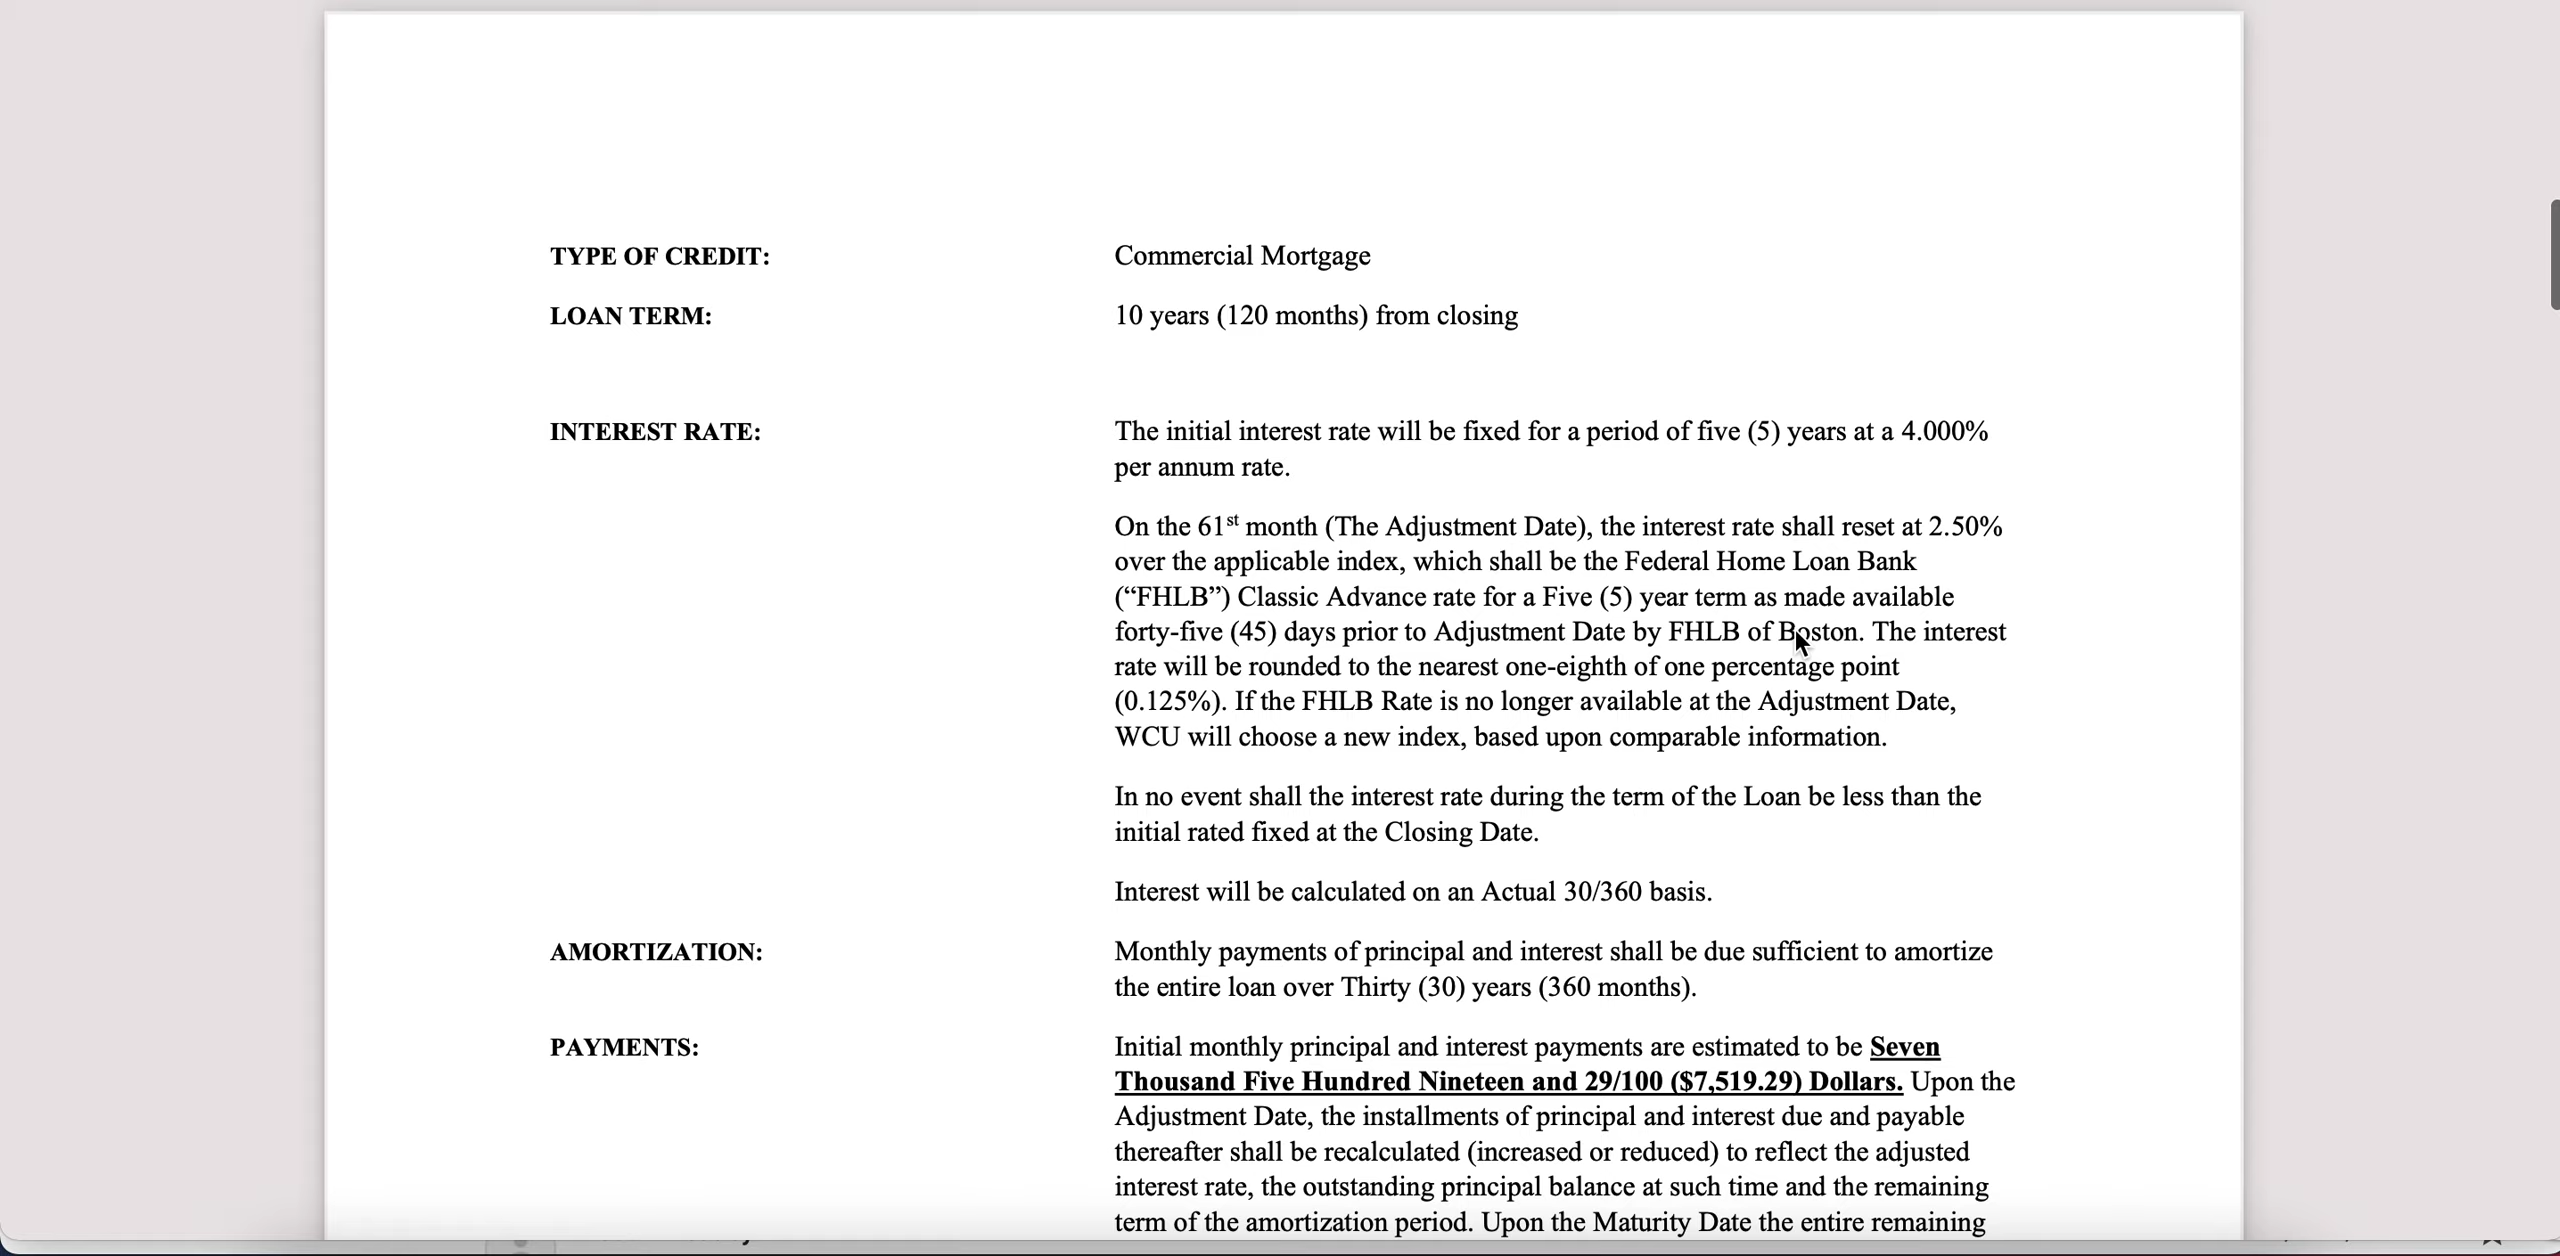 TYPE OF CREDIT: Commercial Mortgage
LOAN TERM: 10 years (120 months) from closing
INTEREST RATE: The initial interest rate will be fixed for a period of five (5) years at a 4.000%
per annum rate.
On the 61st month (The Adjustment Date), the interest rate shall reset at 2.50%
over the applicable index, which shall be the Federal Home Loan Bank
(“FHLB”) Classic Advance rate for a Five (5) year term as made available
forty-five (45) days prior to Adjustment Date by FHLB of Boston. The interest
rate will be rounded to the nearest one-eighth of one percentage point
(0.125%). If the FHLB Rate is no longer available at the Adjustment Date,
WCU will choose a new index, based upon comparable information.
In no event shall the interest rate during the term of the Loan be less than the
initial rated fixed at the Closing Date.
Interest will be calculated on an Actual 30/360 basis.
AMORTIZATION: Monthly payments of principal and interest shall be due sufficient to amortize
the entire loan over Thirty (30) years (360 months).
PAYMENTS: Initial monthly principal and interest payments are estimated to be Seven
Thousand Five Hundred Nineteen and 29/100 ($7,519.29) Dollars. Upon the
Adjustment Date, the installments of principal and interest due and payable
thereafter shall be recalculated (increased or reduced) to reflect the adjusted
interest rate, the outstanding principal balance at such time and the remaining
term of the amortization period. Upon the Maturity Date the entire remaining